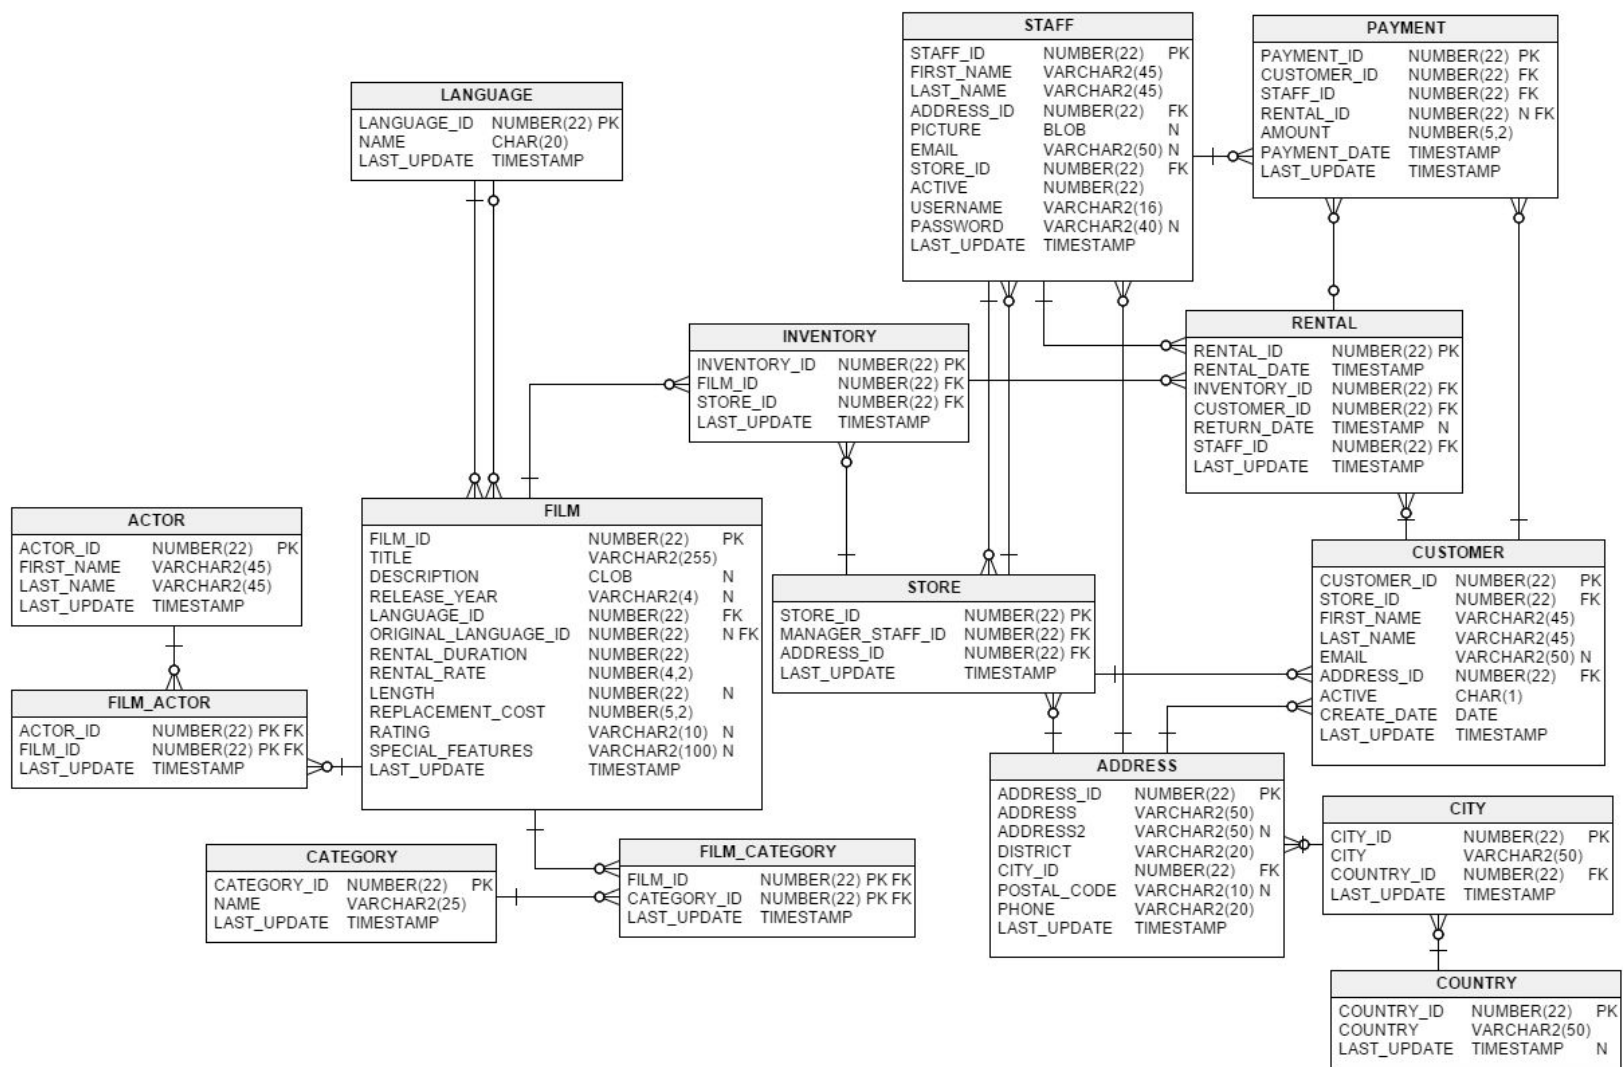 STAFF
STAFF_ID NUMBER(22) PK
FIRST_NAME VARCHAR2(45)
LAST_NAME VARCHAR2(45)
ADDRESS_ID NUMBER(22) FK
PICTURE BLOB N
EMAIL VARCHAR2(50) N
STORE_ID NUMBER(22) FK
ACTIVE NUMBER(22)
USERNAME VARCHAR2(16)
PASSWORD VARCHAR2(40) N
LAST_UPDATE TIMESTAMP
PAYMENT
PAYMENT_ID NUMBER(22) PK
CUSTOMER_ID NUMBER(22) FK
STAFF_ID NUMBER(22) FK
RENTAL_ID NUMBER(22) N FK
AMOUNT NUMBER(5,2)
PAYMENT_DATE TIMESTAMP
LAST_UPDATE TIMESTAMP
LANGUAGE
LANGUAGE_ID NUMBER(22) PK
NAME CHAR(20)
LAST_UPDATE TIMESTAMP
INVENTORY
INVENTORY_ID NUMBER(22) PK
FILM_ID NUMBER(22) FK
STORE_ID NUMBER(22) FK
LAST_UPDATE TIMESTAMP
RENTAL
RENTAL_ID NUMBER(22) PK
RENTAL_DATE TIMESTAMP
INVENTORY_ID NUMBER(22) FK
CUSTOMER_ID NUMBER(22) FK
RETURN_DATE TIMESTAMP N
STAFF_ID NUMBER(22) FK
LAST_UPDATE TIMESTAMP
ACTOR
ACTOR_ID NUMBER(22) PK
FIRST_NAME VARCHAR2(45)
LAST_NAME VARCHAR2(45)
LAST_UPDATE TIMESTAMP
FILM
FILM_ID NUMBER(22) PK
TITLE VARCHAR2(255)
DESCRIPTION CLOB N
RELEASE_YEAR VARCHAR2(4) N
LANGUAGE_ID NUMBER(22) FK
ORIGINAL_LANGUAGE_ID NUMBER(22) N FK
RENTAL_DURATION NUMBER(22)
RENTAL_RATE NUMBER(4,2)
LENGTH NUMBER(22) N
REPLACEMENT_COST NUMBER(5,2)
RATING VARCHAR2(10) N
SPECIAL_FEATURES VARCHAR2(100) N
LAST_UPDATE TIMESTAMP
STORE
STORE_ID NUMBER(22) PK
MANAGER_STAFF_ID NUMBER(22) FK
ADDRESS_ID NUMBER(22) FK
LAST_UPDATE TIMESTAMP
CUSTOMER
CUSTOMER_ID NUMBER(22) PK
STORE_ID NUMBER(22) FK
FIRST_NAME VARCHAR2(45)
LAST_NAME VARCHAR2(45)
EMAIL VARCHAR2(50) N
ADDRESS_ID NUMBER(22) FK
ACTIVE CHAR(1)
CREATE_DATE DATE
LAST_UPDATE TIMESTAMP
FILM_ACTOR
ACTOR_ID NUMBER(22) PK FK
FILM_ID NUMBER(22) PK FK
LAST_UPDATE TIMESTAMP
CATEGORY
CATEGORY_ID NUMBER(22) PK
NAME VARCHAR2(25)
LAST_UPDATE TIMESTAMP
FILM_CATEGORY
FILM_ID NUMBER(22) PK FK
CATEGORY_ID NUMBER(22) PK FK
LAST_UPDATE TIMESTAMP
ADDRESS
ADDRESS_ID NUMBER(22) PK
ADDRESS VARCHAR2(50)
ADDRESS2 VARCHAR2(50) N
DISTRICT VARCHAR2(20)
CITY_ID NUMBER(22) FK
POSTAL_CODE VARCHAR2(10) N
PHONE VARCHAR2(20)
LAST_UPDATE TIMESTAMP
CITY
CITY_ID NUMBER(22) PK
CITY VARCHAR2(50)
COUNTRY_ID NUMBER(22) FK
LAST_UPDATE TIMESTAMP
COUNTRY
COUNTRY_ID NUMBER(22) PK
COUNTRY VARCHAR2(50)
LAST_UPDATE TIMESTAMP N